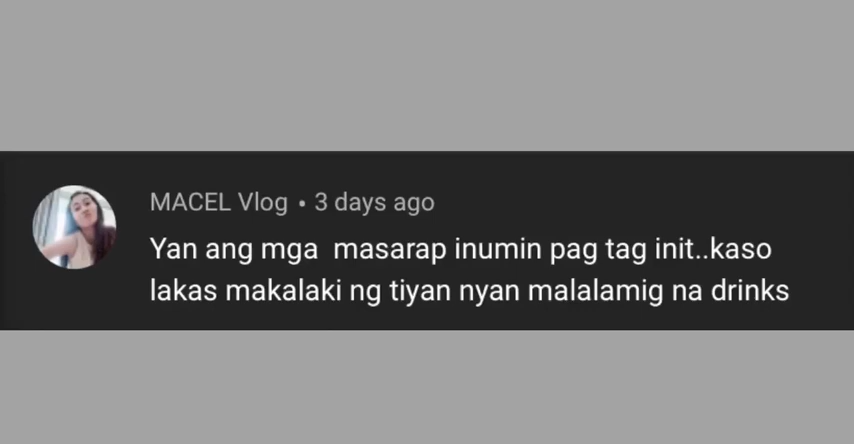 MACEL Vlog • 3 days ago
Yan ang mga  masarap inumin pag tag init..kaso
lakas makalaki ng tiyan nyan malalamig na drinks